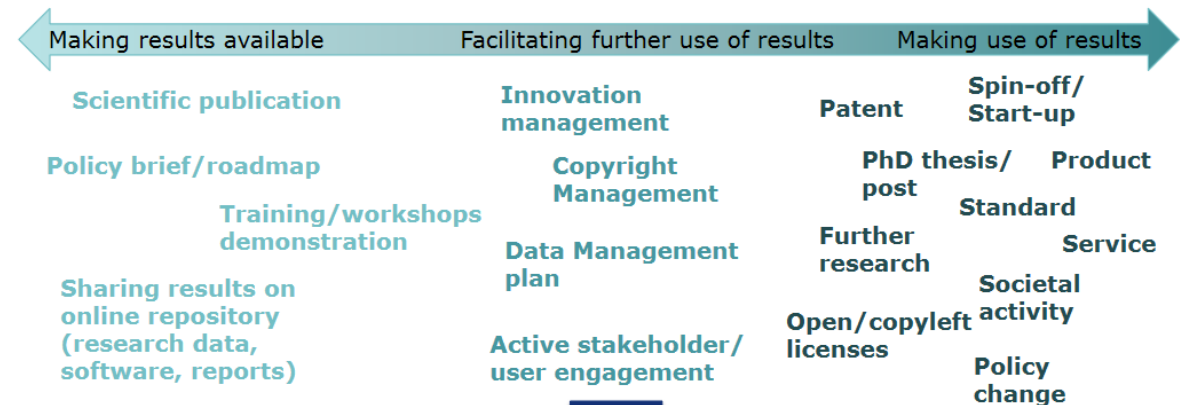 Making results available
Facilitating further use of results
Making use of results
Scientific publication
Policy brief/roadmap
Training/workshops
demonstration
Sharing results on
online repository
(research data,
software, reports)
Innovation
management
Copyright
Management
Data Management
plan
Active stakeholder/
user engagement
Patent
Spin-off/
Start-up
PhD thesis/
post
Product
Standard
Further
research
Service
Societal
activity
Open/copyleft
licenses
Policy
change